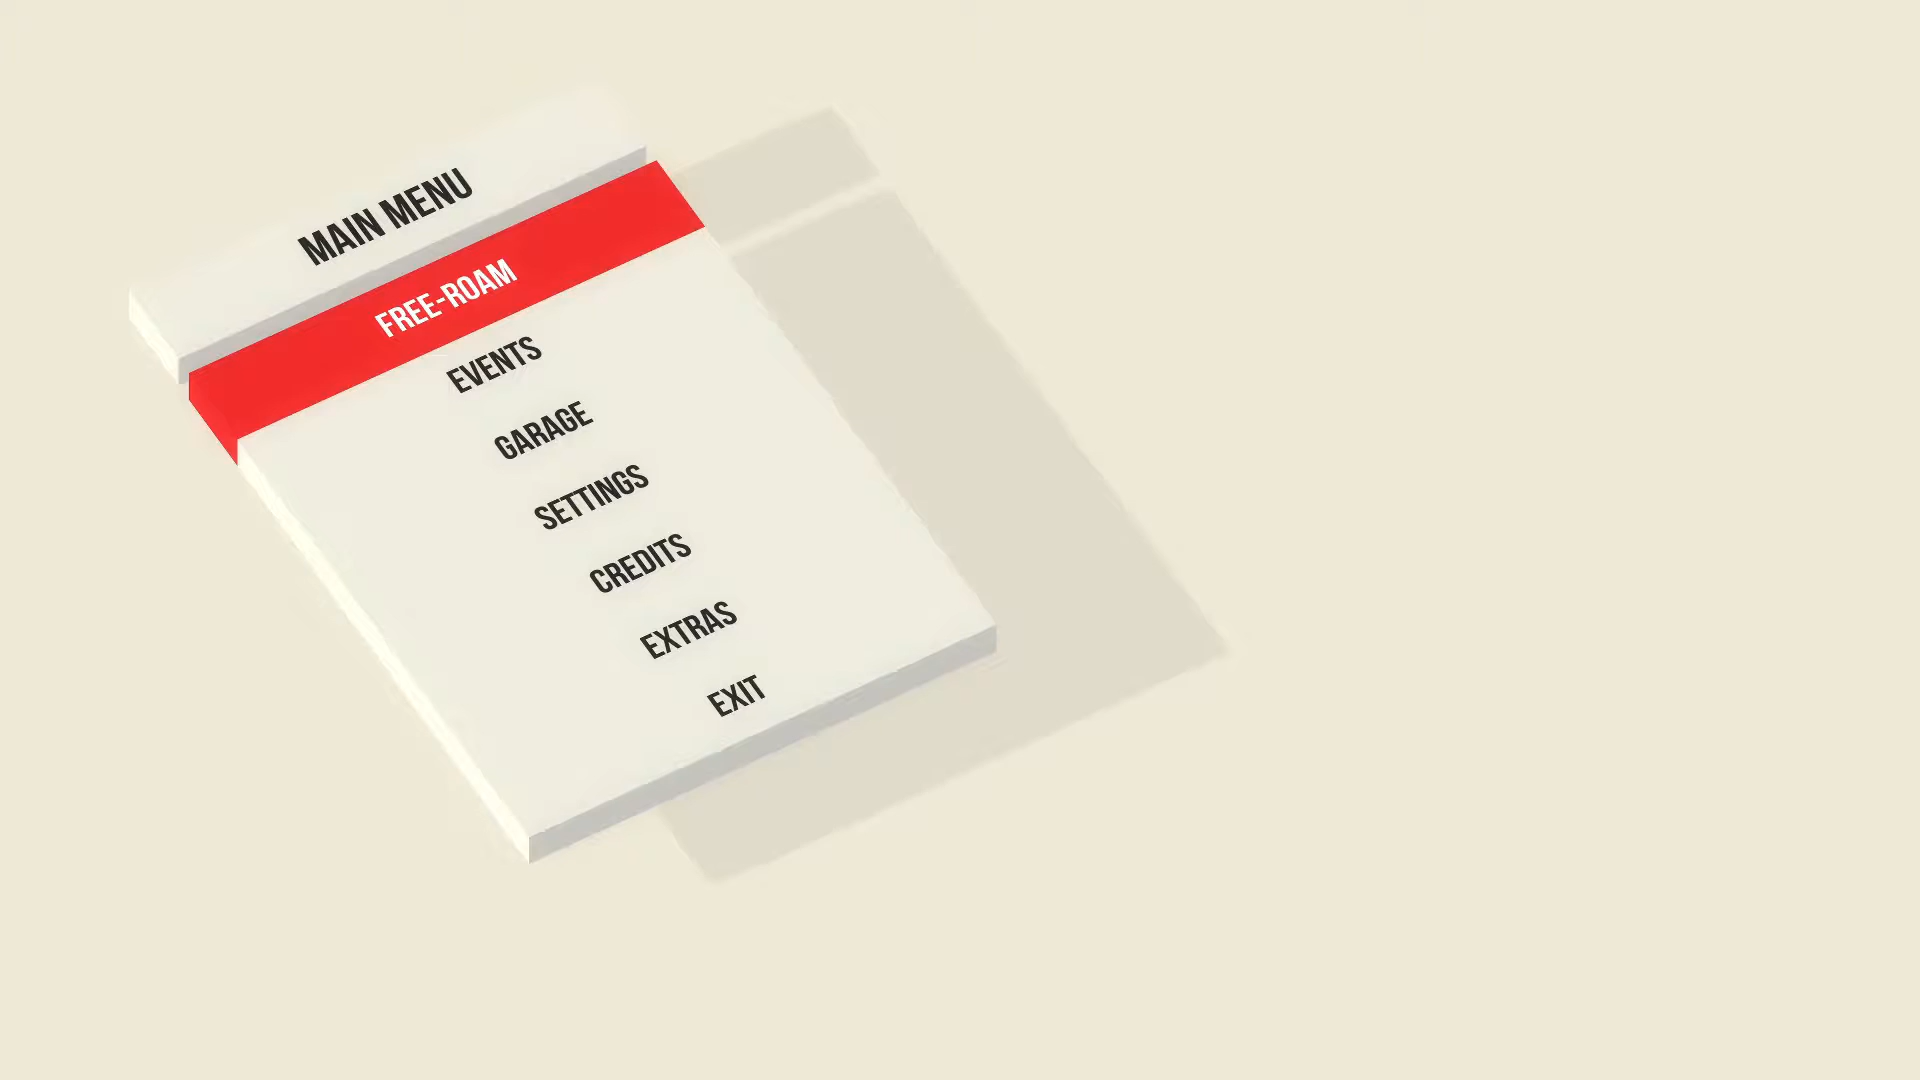 MAIN MENU
FREE-ROAM
EVENTS
GARAGE
SETTINGS
CREDITS
EXTRAS
EXIT